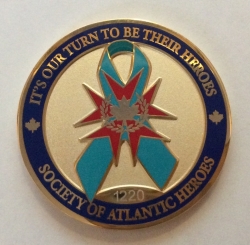 IT'S OUR TURN TO BE THEIR HEROES
1220
SOCIETY OF ATLANTIC HEROES